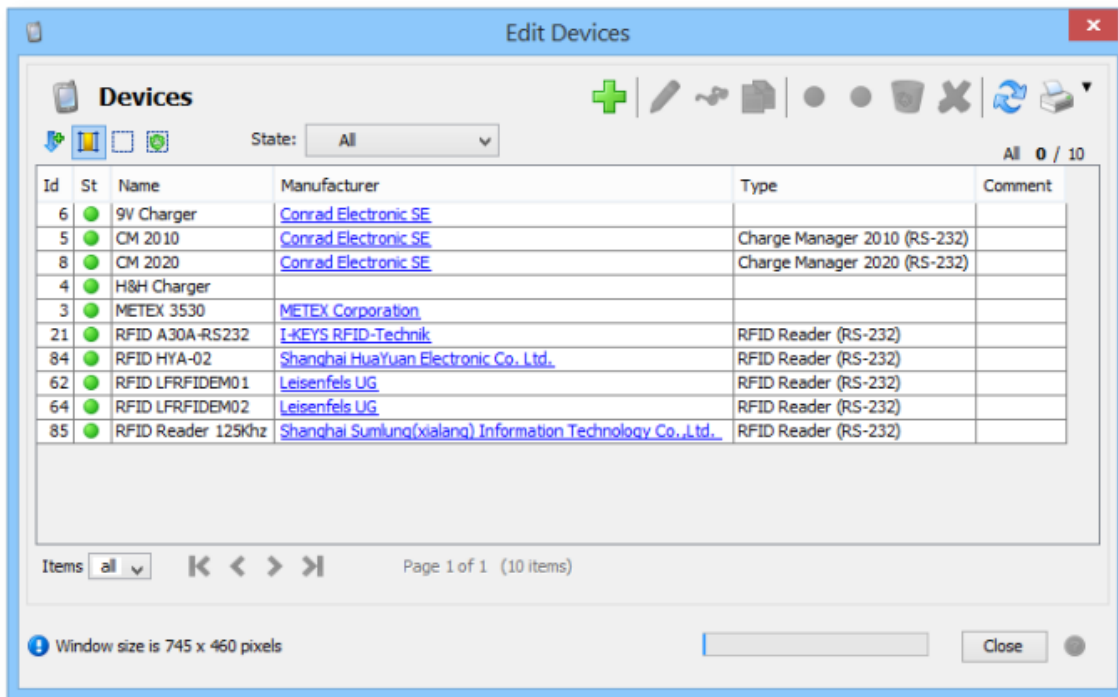 Edit Devices
Devices
State: All
All 0 / 10
Id St Name Manufacturer Type Comment
6 9V Charger Conrad Electronic SE
5 CM 2010 Conrad Electronic SE Charge Manager 2010 (RS-232)
8 CM 2020 Conrad Electronic SE Charge Manager 2020 (RS-232)
4 H&H Charger
3 METEX 3530 METEX Corporation
21 RFID A30A-RS232 I-KEYS RFID-Technik RFID Reader (RS-232)
84 RFID HYA-02 Shanghai HuaYuan Electronic Co. Ltd. RFID Reader (RS-232)
62 RFID LFRFIDEM01 Leisenfels UG RFID Reader (RS-232)
64 RFID LFRFIDEM02 Leisenfels UG RFID Reader (RS-232)
85 RFID Reader 125Khz Shanghai Sumlung(xialang) Information Technology Co.,Ltd. RFID Reader (RS-232)
Items all Page 1 of 1 (10 items)
Window size is 745 x 460 pixels Close